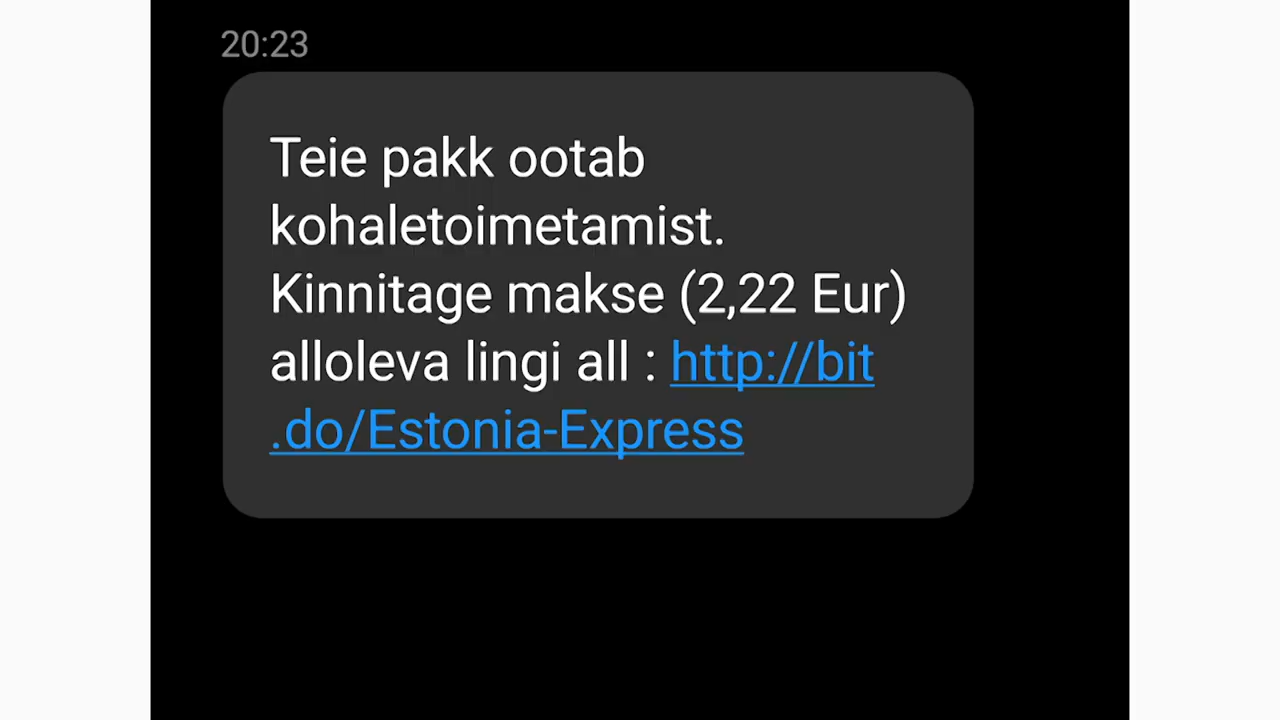 20:23
Teie pakk ootab
kohaletoimetamist.
Kinnitage makse (2,22 Eur)
alloleva lingi all : http://bit
.do/Estonia-Express